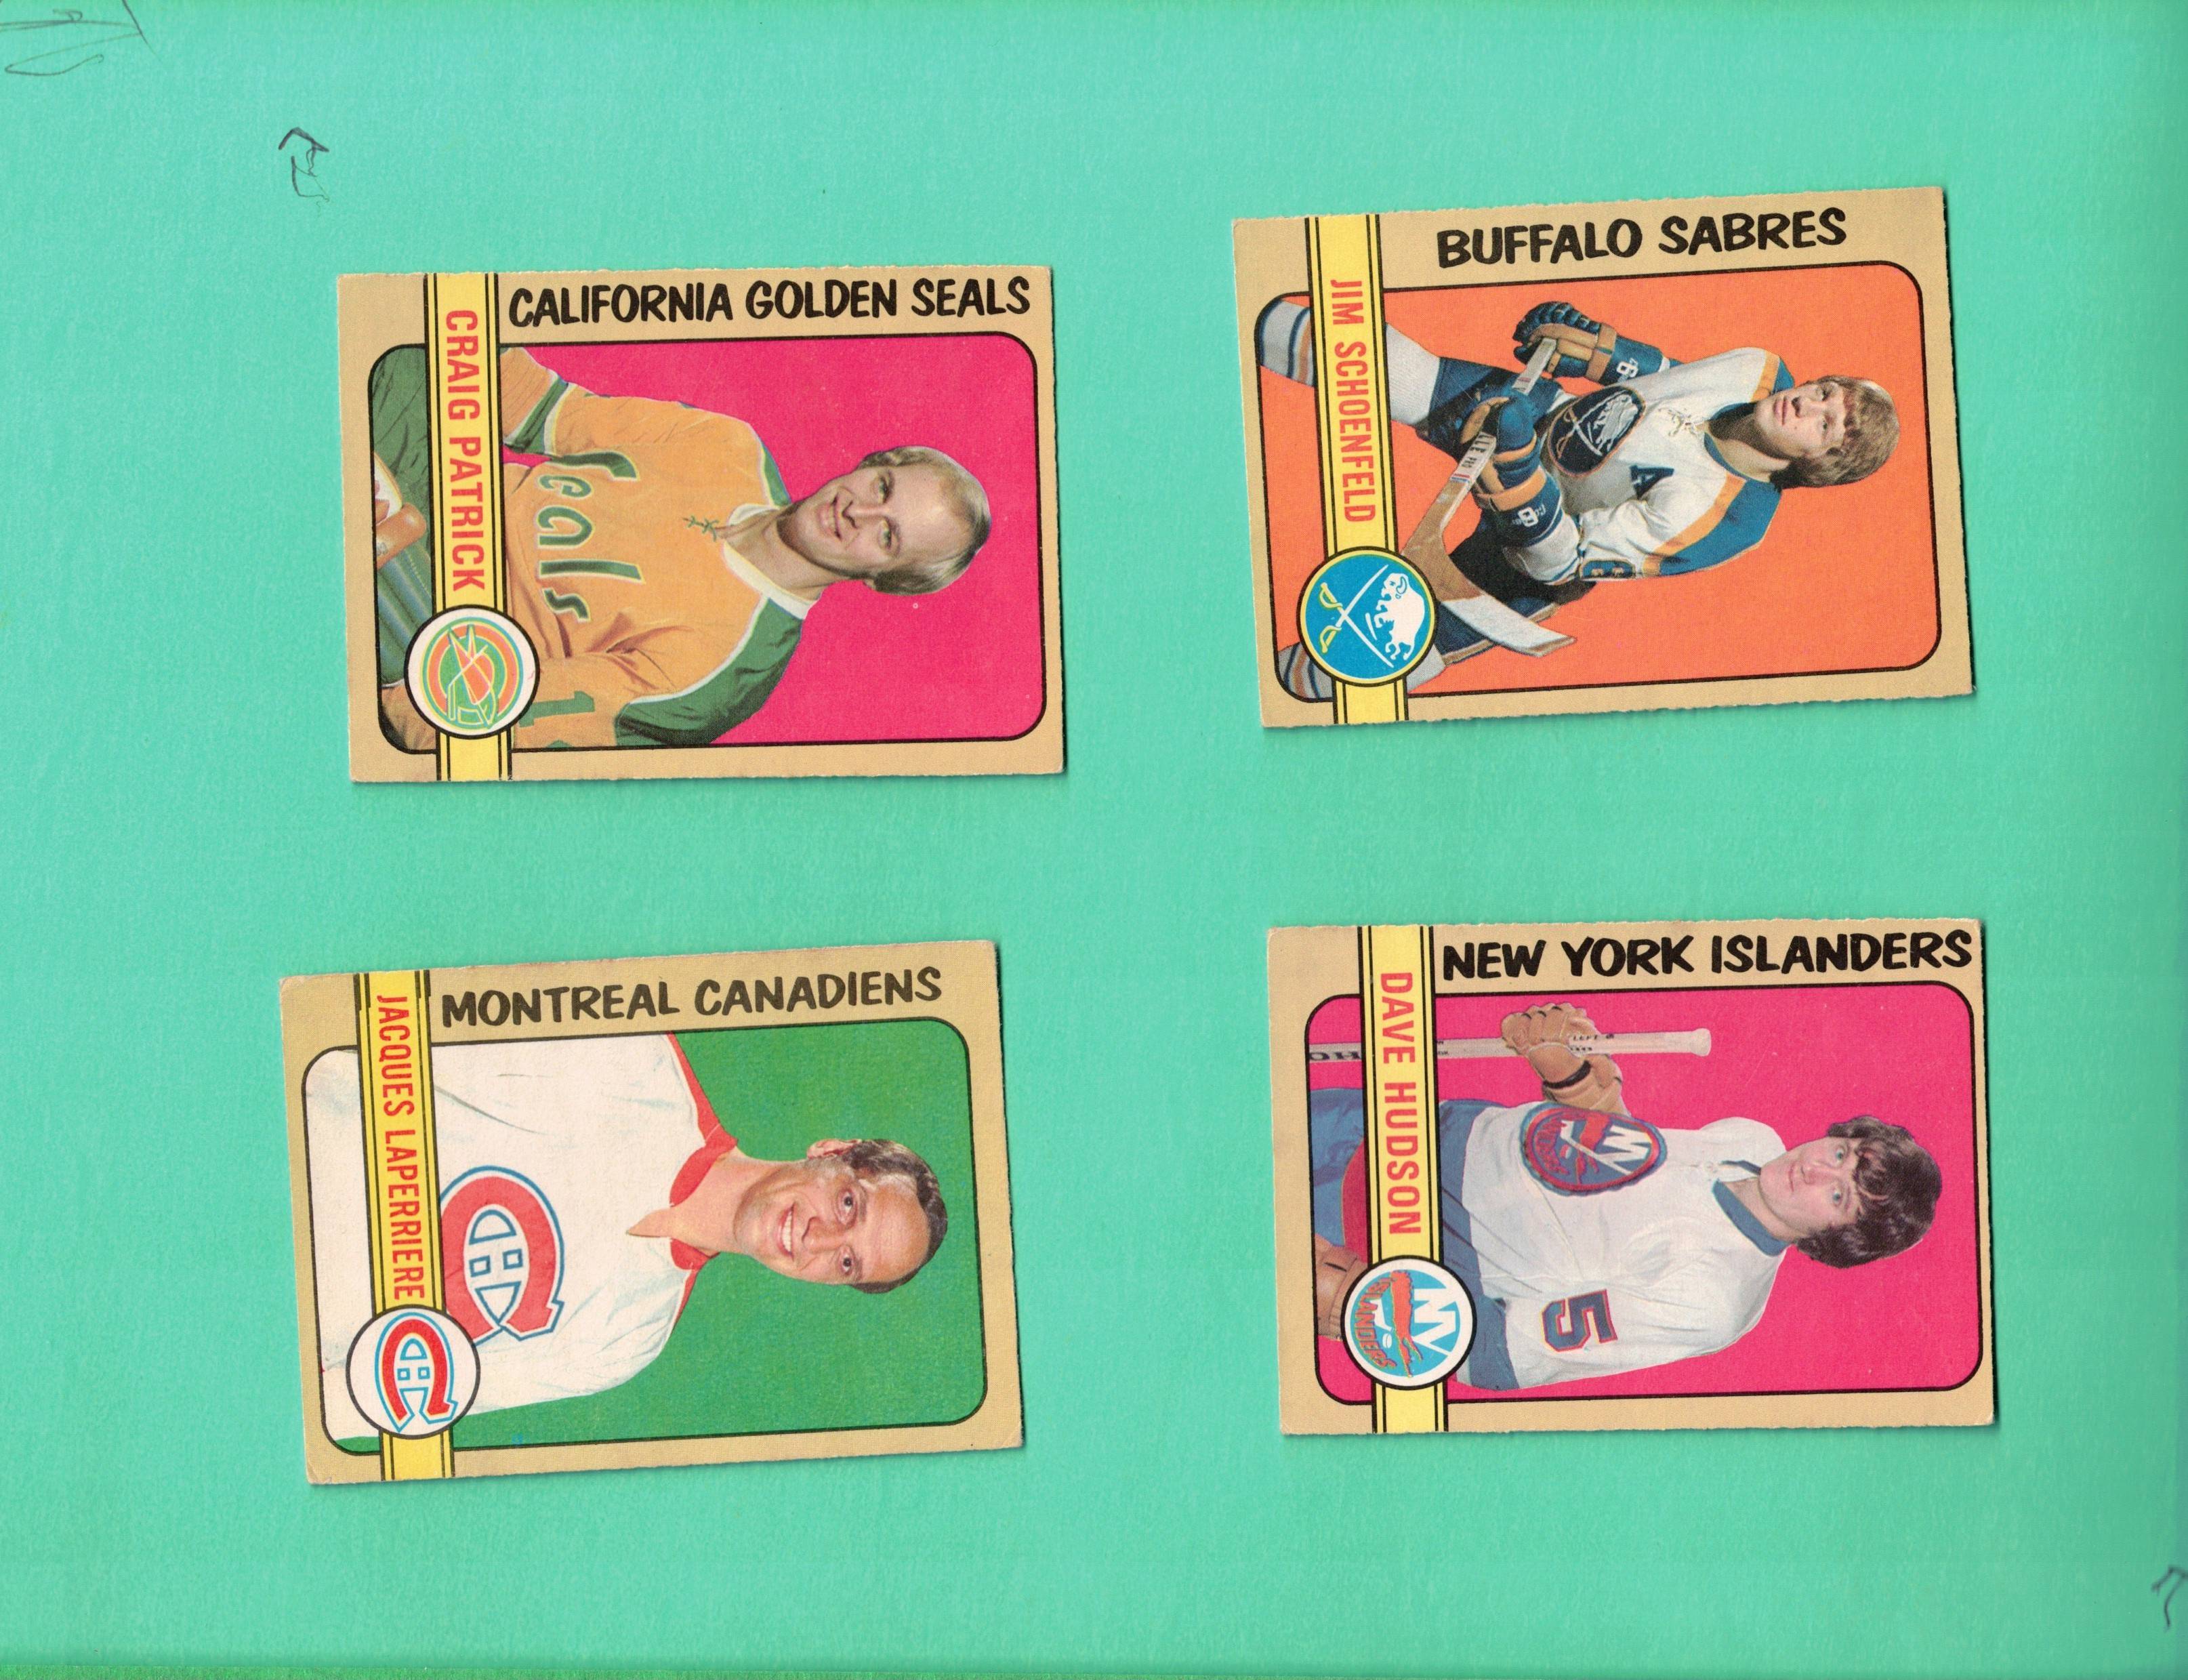 CALIFORNIA GOLDEN SEALS
CRAIG PATRICK
Seals
BUFFALO SABRES
JIM SCHOENFELD
A
MONTREAL CANADIENS
JACQUES LAPERRIERE
NEW YORK ISLANDERS
DAVE HUDSON
NY
ISLANDERS
5